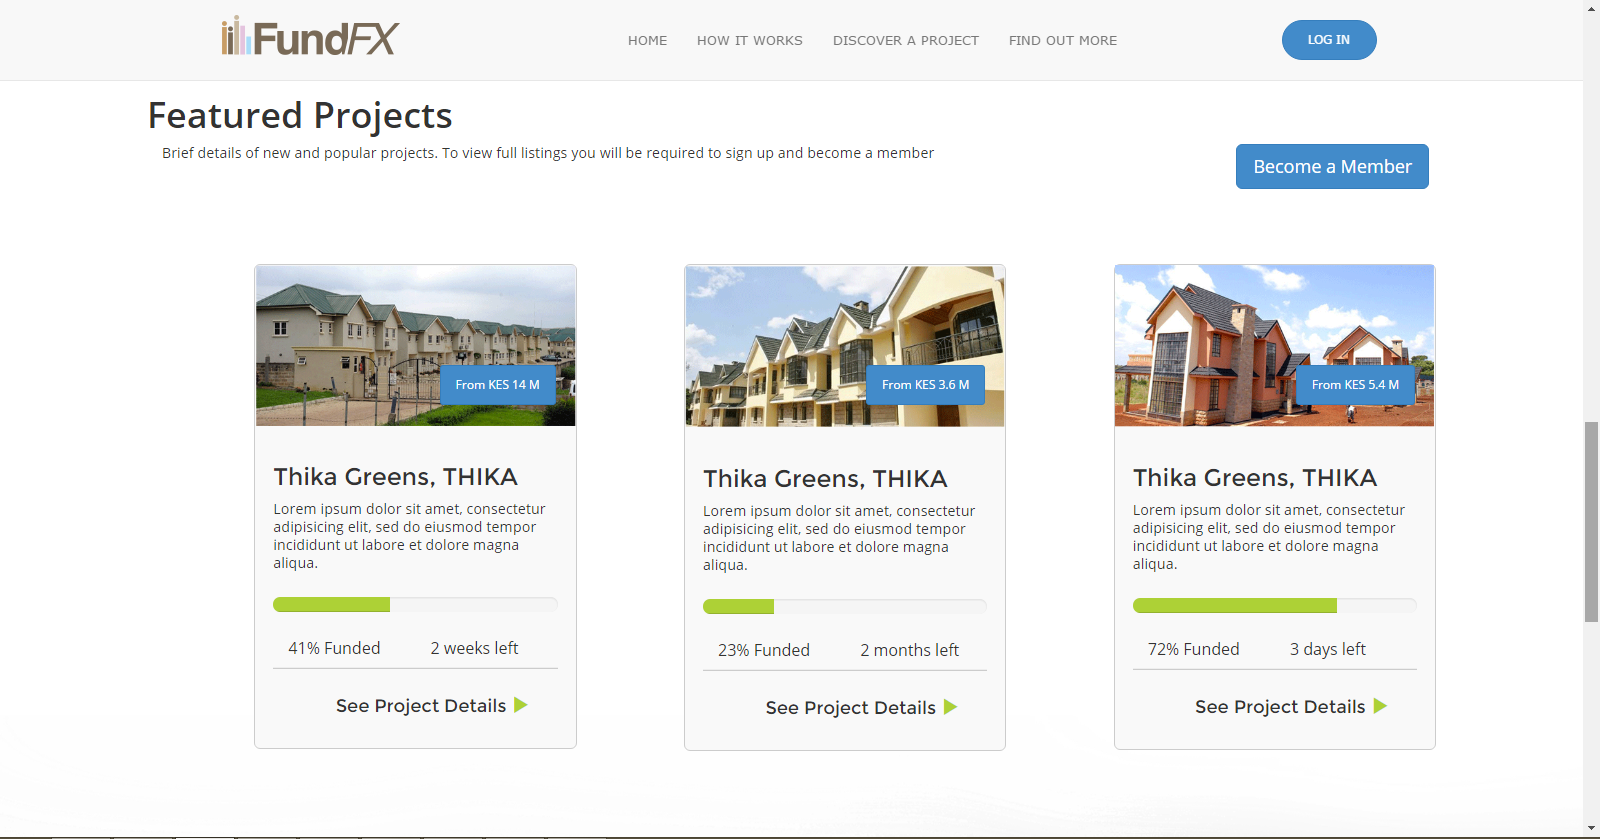 FundFX
HOME HOW IT WORKS DISCOVER A PROJECT FIND OUT MORE
LOG IN
Featured Projects
Brief details of new and popular projects. To view full listings you will be required to sign up and become a member
Become a Member
From KES 14 M
Thika Greens, THIKA
Lorem ipsum dolor sit amet, consectetur
adipisicing elit, sed do eiusmod tempor
incididunt ut labore et dolore magna
aliqua.
41% Funded 2 weeks left
See Project Details
From KES 3.6 M
Thika Greens, THIKA
Lorem ipsum dolor sit amet, consectetur
adipisicing elit, sed do eiusmod tempor
incididunt ut labore et dolore magna
aliqua.
23% Funded 2 months left
See Project Details
From KES 5.4 M
Thika Greens, THIKA
Lorem ipsum dolor sit amet, consectetur
adipisicing elit, sed do eiusmod tempor
incididunt ut labore et dolore magna
aliqua.
72% Funded 3 days left
See Project Details